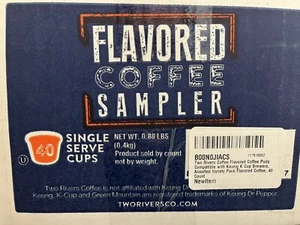 FLAVORED
COFFEE
SAMPLER
40
SINGLE
SERVE
CUPS
U
NET WT. 0.88 LBS
(0.4kg)
Product sold by count
not by weight.
B00NOJIACS
Two Rivers Coffee Flavored Coffee Pods
Compatible with Keurig K Cup Brewers,
Assorted Variety Pack Flavored Coffee, 40
Count
NewItem
7
Two Rivers Coffee is not affiliated with Keurig D
Keurig, K-Cup and Green Mountain are registered trademarks of Keurig Dr Pepper.
TWORIVERSCO.COM